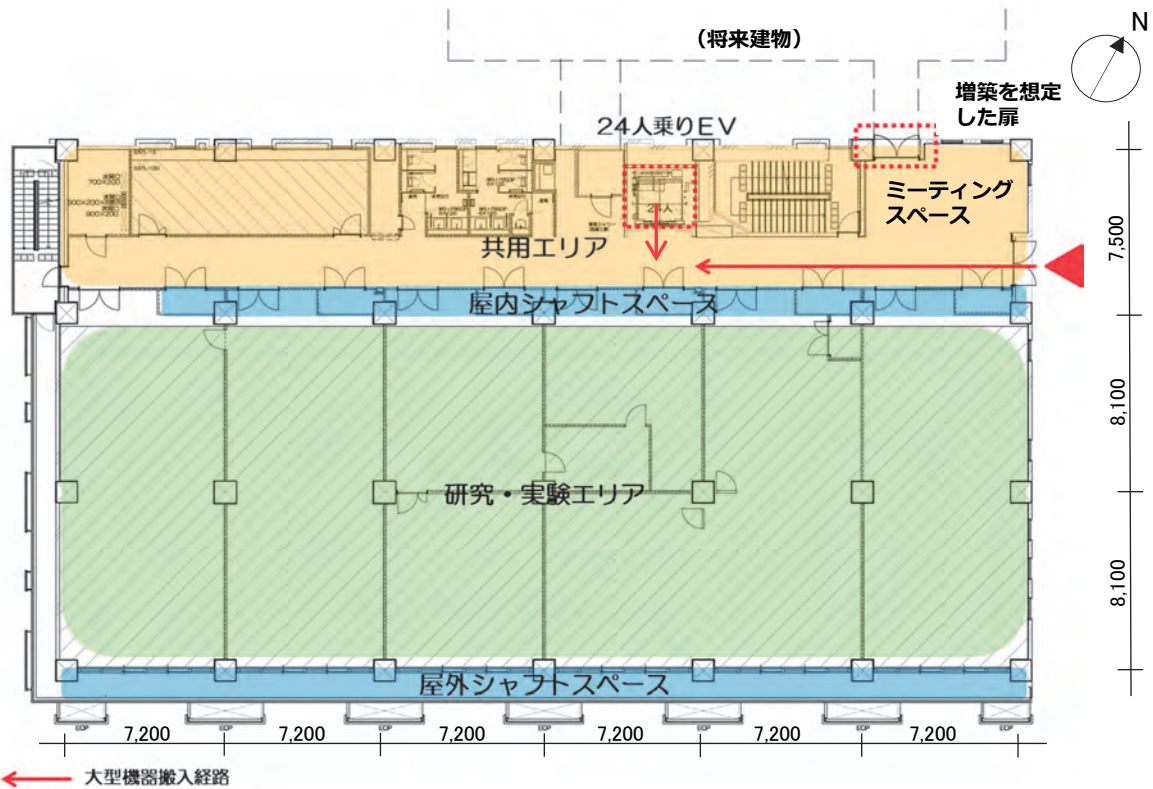 (将来建物)
N
増築を想定
した扉
24人乗りEV
ミーティング
スペース
24人
7,500
共用エリア
屋内シャフトスペース
8,100
研究・実験エリア
8,100
屋外シャフトスペース
7,200
7,200
7,200
7,200
7,200
7,200
大型機器搬入経路